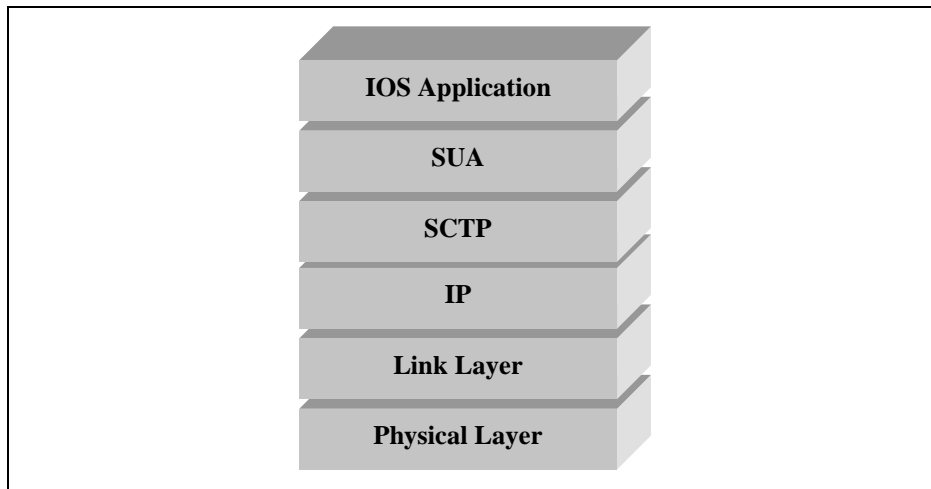 IOS Application
SUA
SCTP
IP
Link Layer
Physical Layer